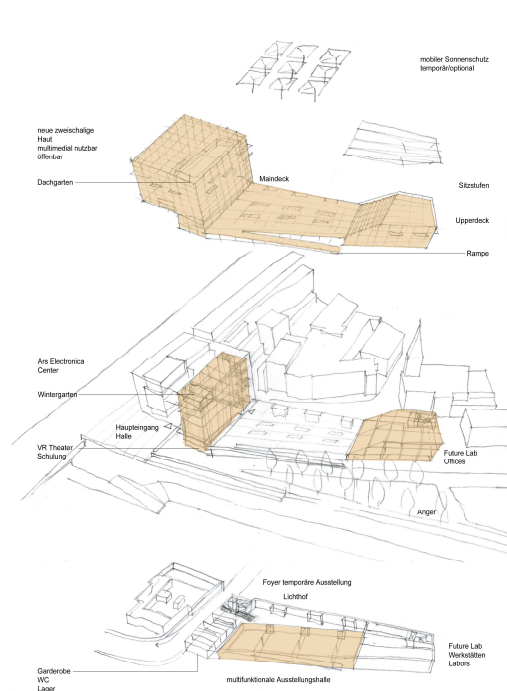 mobiler Sonnenschutz
temporär/optional
neue zweischalige
Haut
multimedial nutzbar
öffenbar
Dachgarten
Maindeck
Sitzstufen
Upperdeck
Rampe
Ars Electronica
Center
Wintergarten
Haupteingang
Halle
VR Theater
Schulung
Future Lab
Offices
Anger
Foyer temporäre Ausstellung
Lichthof
Future Lab
Werkstätten
Labors
Garderobe
WC
Lager
multifunktionale Ausstellungshalle